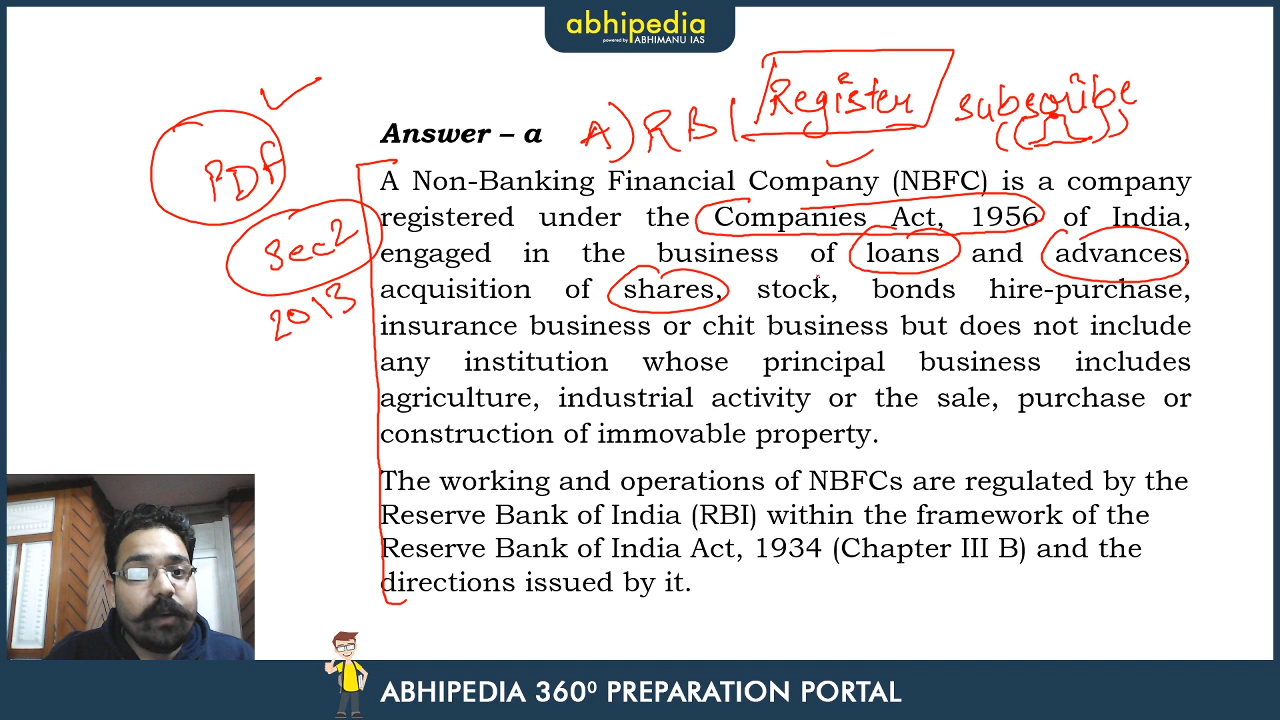 abhipedia
powered by ABHIMANU IAS
Register
subscribe
A) RBI
Answer – a
PDF
Sec 2
2013
A Non-Banking Financial Company (NBFC) is a company
registered under the Companies Act, 1956 of India,
engaged in the business of loans and advances,
acquisition of shares, stock, bonds hire-purchase,
insurance business or chit business but does not include
any institution whose principal business includes
agriculture, industrial activity or the sale, purchase or
construction of immovable property.
The working and operations of NBFCs are regulated by the
Reserve Bank of India (RBI) within the framework of the
Reserve Bank of India Act, 1934 (Chapter III B) and the
directions issued by it.
ABHIPEDIA 360⁰ PREPARATION PORTAL